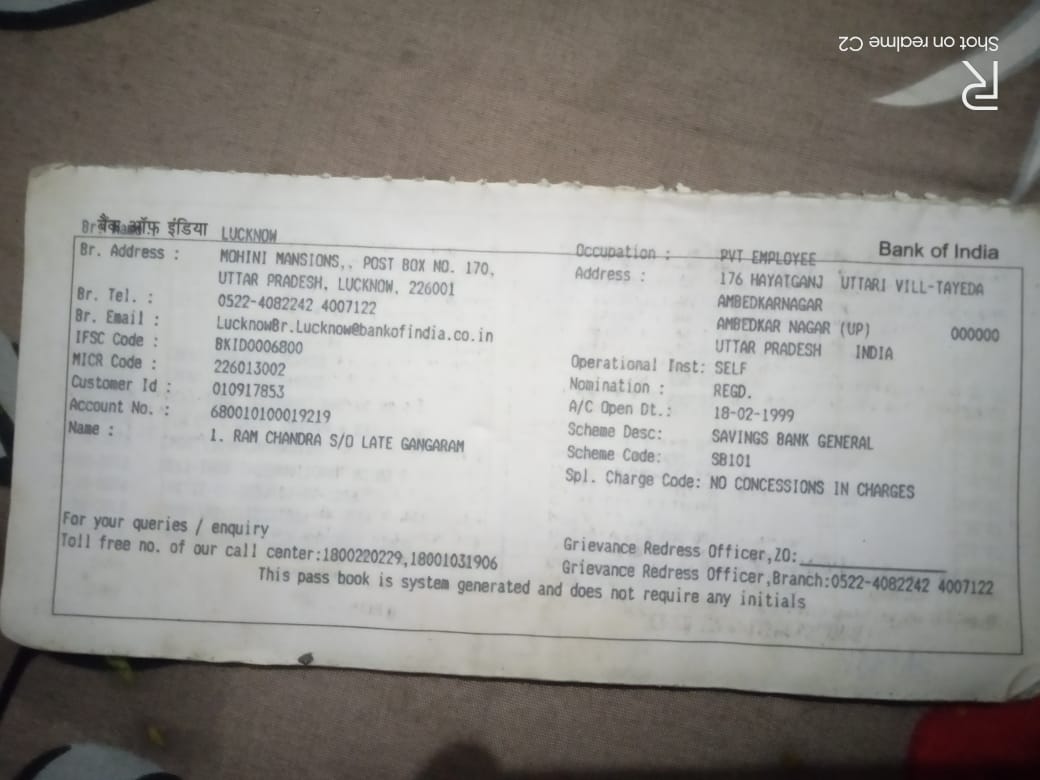 Shot on realme C2
बैंक ऑफ़ इंडिया
Bank of India
Br. Name : LUCKNOW
Br. Address : MOHINI MANSIONS,, POST BOX NO. 170,
UTTAR PRADESH, LUCKNOW, 226001
Br. Tel. : 0522-4082242 4007122
Br. Email : LucknowBr.Lucknow@bankofindia.co.in
IFSC Code : BKID0006800
MICR Code : 226013002
Customer Id : 010917853
Account No. : 680010100019219
Name : 1. RAM CHANDRA S/O LATE GANGARAM
Occupation : PVT EMPLOYEE
Address : 176 HAYATGANJ UTTARI VILL-TAYEDA
AMBEDKARNAGAR
AMBEDKAR NAGAR (UP) 000000
UTTAR PRADESH INDIA
Operational Inst: SELF
Nomination : REGD.
A/C Open Dt.: 18-02-1999
Scheme Desc: SAVINGS BANK GENERAL
Scheme Code: SB101
Spl. Charge Code: NO CONCESSIONS IN CHARGES
For your queries / enquiry
Toll free no. of our call center:1800220229,18001031906
Grievance Redress Officer,ZO:
Grievance Redress Officer,Branch:0522-4082242 4007122
This pass book is system generated and does not require any initials